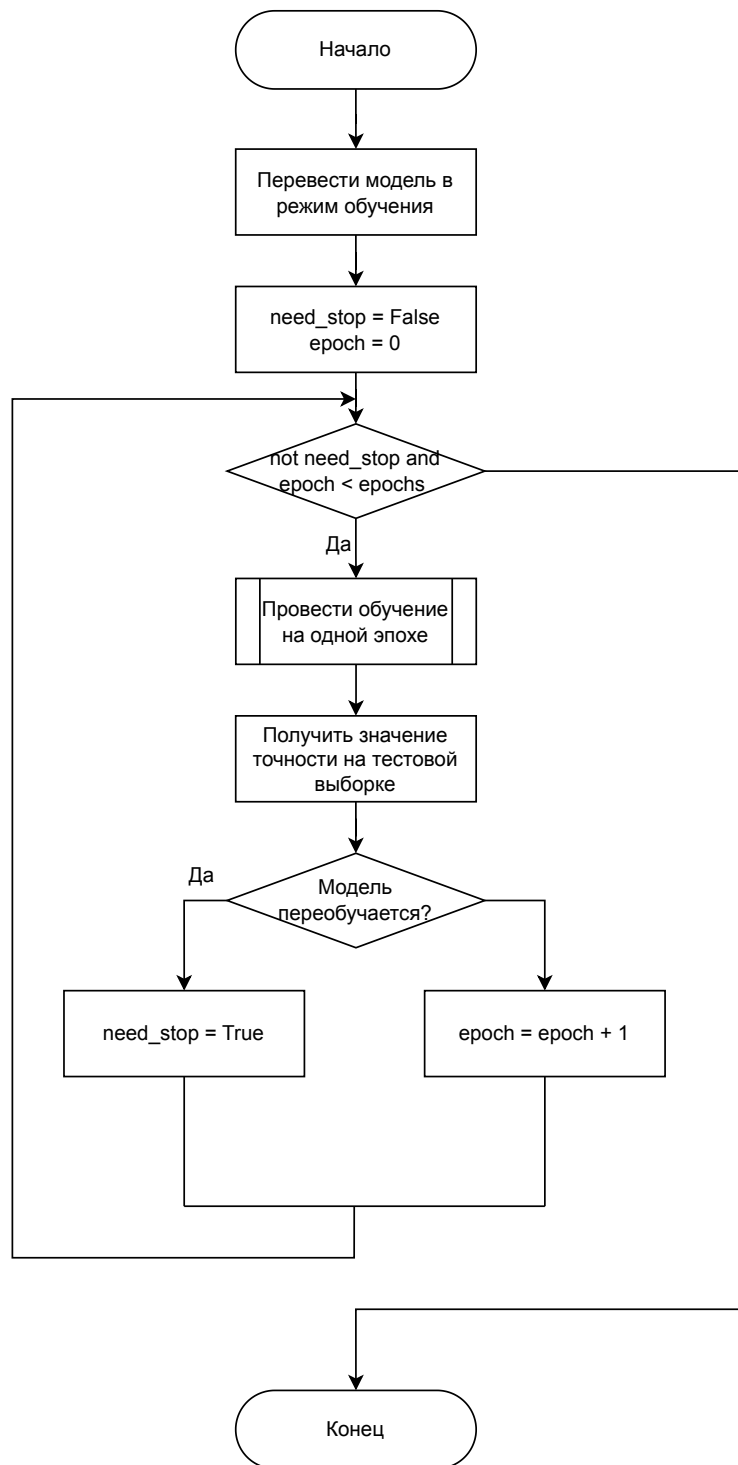 Начало
Перевести модель в
режим обучения
need_stop = False
epoch = 0
not need_stop and
epoch < epochs
Да
Провести обучение
на одной эпохе
Получить значение
точности на тестовой
выборке
Да
Модель
переобучается?
need_stop = True
epoch = epoch + 1
Конец